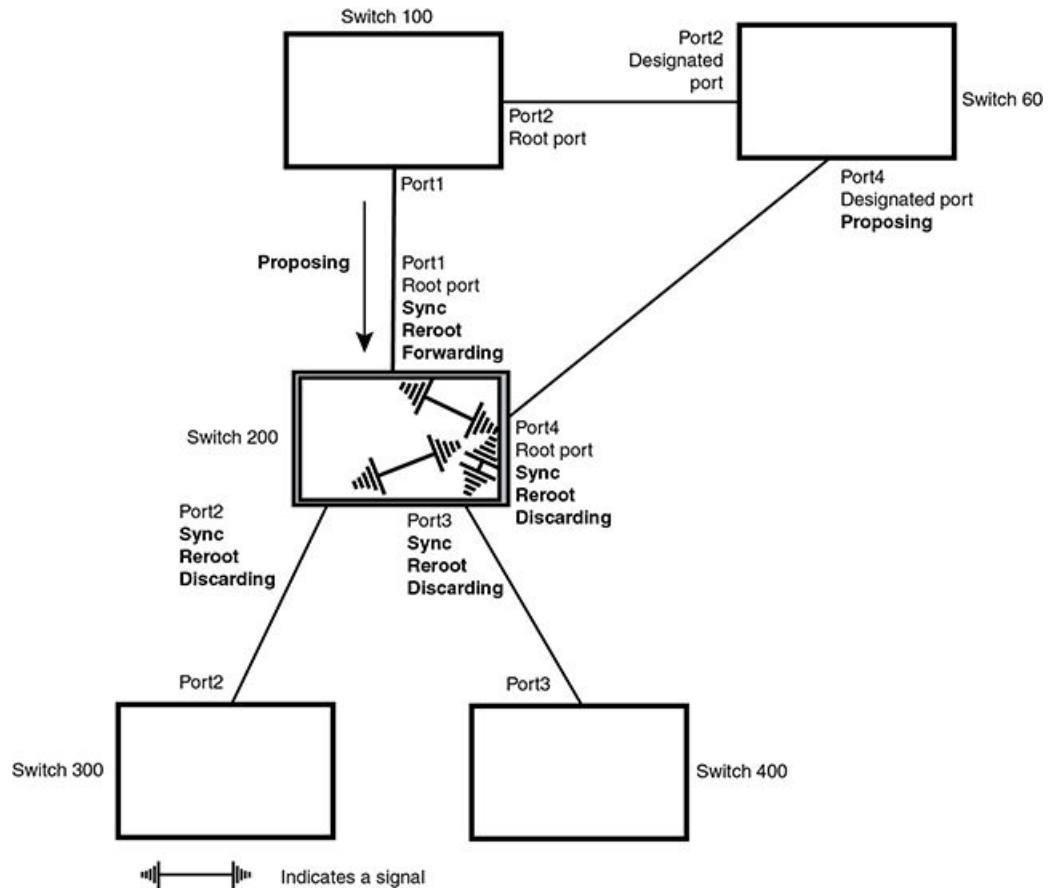 Switch 100
Port2
Designated
port
Switch 60
Port2
Root port
Port1
Port4
Designated port
Proposing
Proposing
Port1
Root port
Sync
Reroot
Forwarding
Switch 200
Port4
Root port
Sync
Reroot
Discarding
Port2
Sync
Reroot
Discarding
Port3
Sync
Reroot
Discarding
Port2
Port3
Switch 300
Switch 400
Indicates a signal